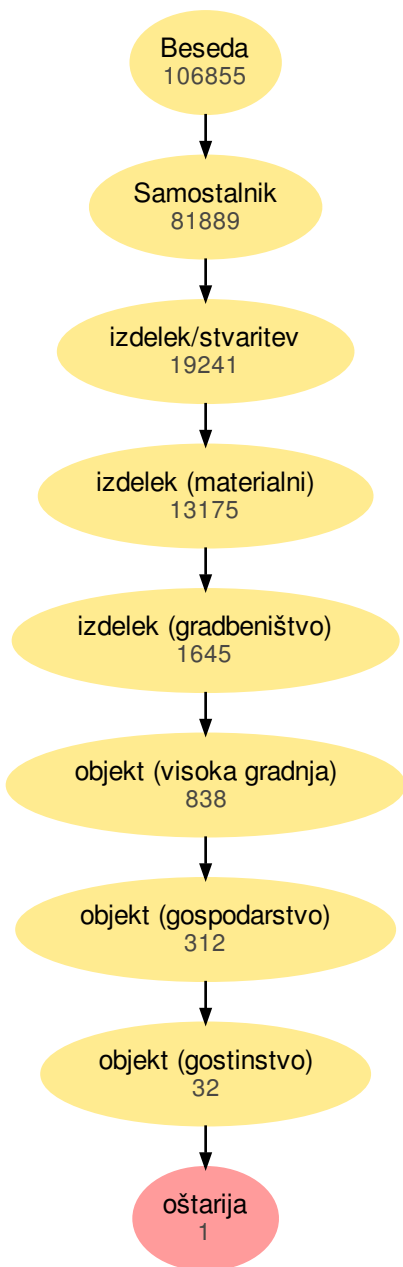 Beseda
106855
Samostalnik
81889
izdelek/stvaritev
19241
izdelek (materialni)
13175
izdelek (gradbeništvo)
1645
objekt (visoka gradnja)
838
objekt (gospodarstvo)
312
objekt (gostinstvo)
32
oštarija
1